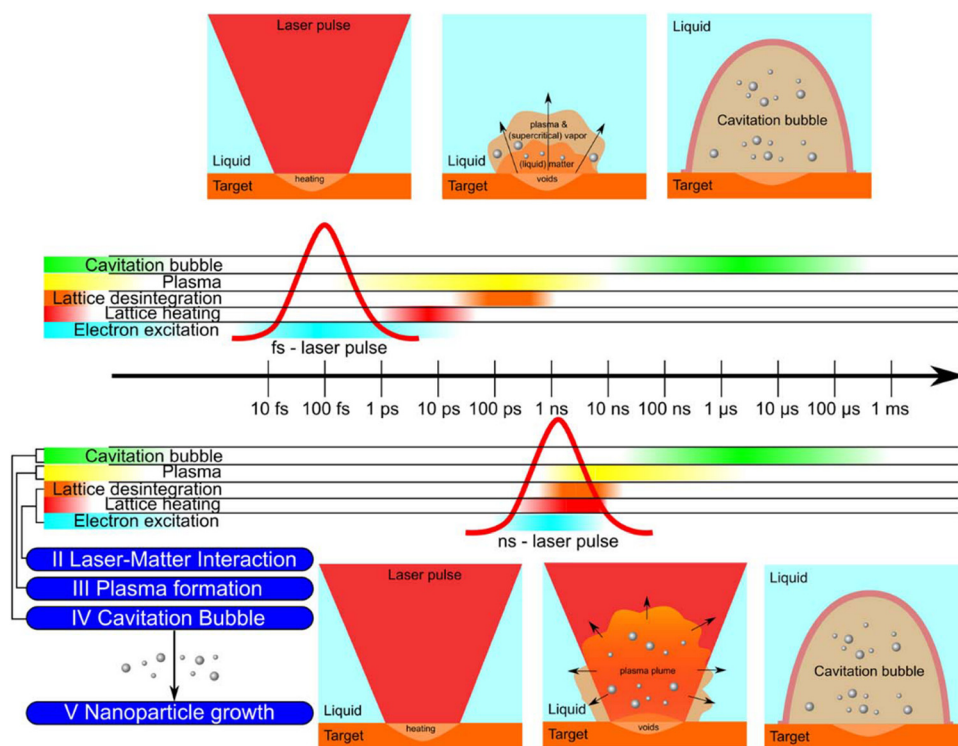 Laser pulse
Liquid
heating
Target
plasma &
(supercritical) vapor
Liquid
(liquid) matter
Target
voids
Liquid
Cavitation bubble
Target
Cavitation bubble
Plasma
Lattice desintegration
Lattice heating
Electron excitation
fs - laser pulse
10 fs 100 fs 1 ps 10 ps 100 ps 1 ns 10 ns 100 ns 1 µs 10 µs 100 µs 1 ms
Cavitation bubble
Plasma
Lattice desintegration
Lattice heating
Electron excitation
ns - laser pulse
II Laser-Matter Interaction
III Plasma formation
IV Cavitation Bubble
V Nanoparticle growth
Laser pulse
Liquid
heating
Target
plasma plume
Liquid
voids
Target
Liquid
Cavitation bubble
Target